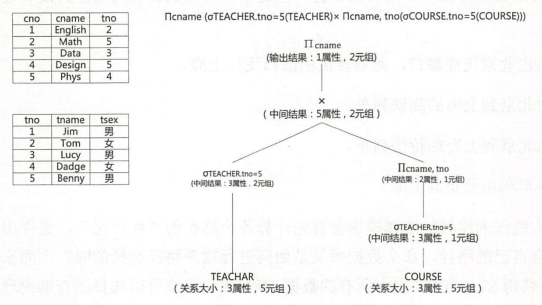 Πcname (σTEACHER.tno=5(TEACHER)× Πcname, tno(σCOURSE.tno=5(COURSE)))
cno cname tno
1 English 2
2 Math 5
3 Data 3
4 Design 5
5 Phys 4
tno tname tsex
1 Jim 男
2 Tom 女
3 Lucy 男
4 Dadge 女
5 Benny 男
Π cname
(输出结果：1属性，2元组)
×
( 中间结果：5属性，2元组)
σTEACHER.tno=5
(中间结果：3属性，2元组)
Πcname, tno
(中间结果：2属性，1元组)
σTEACHER.tno=5
(中间结果：3属性，1元组)
TEACHAR
( 关系大小：3属性，5元组)
COURSE
( 关系大小：3属性，5元组)